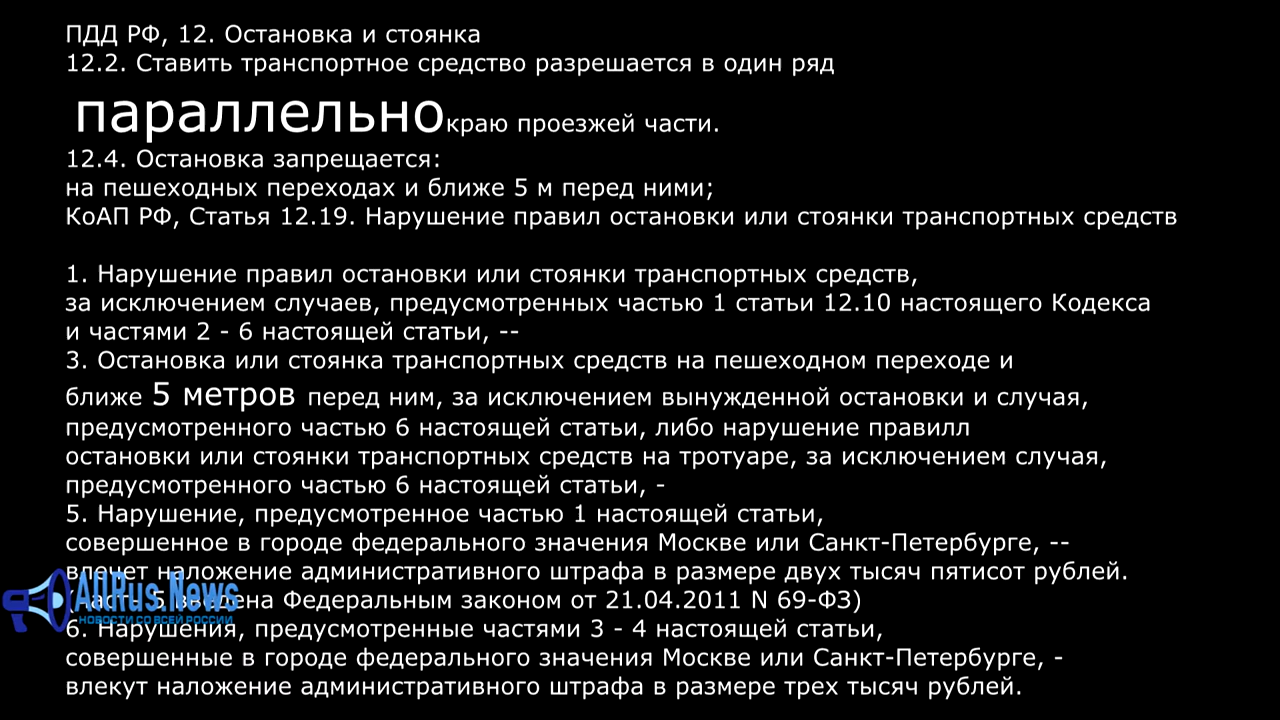 ПДД РФ, 12. Остановка и стоянка
12.2. Ставить транспортное средство разрешается в один ряд
параллельно краю проезжей части.
12.4. Остановка запрещается:
на пешеходных переходах и ближе 5 м перед ними;
КоАП РФ, Статья 12.19. Нарушение правил остановки или стоянки транспортных средств
1. Нарушение правил остановки или стоянки транспортных средств,
за исключением случаев, предусмотренных частью 1 статьи 12.10 настоящего Кодекса
и частями 2 - 6 настоящей статьи, --
3. Остановка или стоянка транспортных средств на пешеходном переходе и
ближе 5 метров перед ним, за исключением вынужденной остановки и случая,
предусмотренного частью 6 настоящей статьи, либо нарушение правилл
остановки или стоянки транспортных средств на тротуаре, за исключением случая,
предусмотренного частью 6 настоящей статьи, -
5. Нарушение, предусмотренное частью 1 настоящей статьи,
совершенное в городе федерального значения Москве или Санкт-Петербурге, --
влечет наложение административного штрафа в размере двух тысяч пятисот рублей.
AllRus.News
5 введена Федеральным законом от 21.04.2011 N 69-ФЗ)
НОВОСТИ СО ВСЕЙ РОССИИ
6. Нарушения, предусмотренные частями 3 - 4 настоящей статьи,
совершенные в городе федерального значения Москве или Санкт-Петербурге, -
влекут наложение административного штрафа в размере трех тысяч рублей.